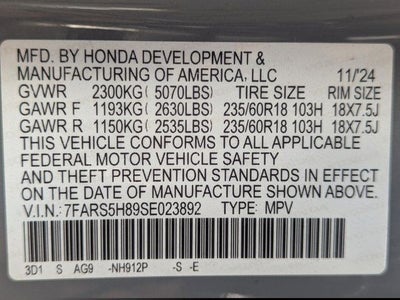 MFD. BY HONDA DEVELOPMENT &
MANUFACTURING OF AMERICA, LLC 11/'24
GVWR 2300KG(5070LBS) TIRE SIZE RIM SIZE
GAWR F 1193KG(2630LBS) 235/60R18 103H 18X7.5J
GAWR R 1150KG(2535LBS) 235/60R18 103H 18X7.5J
THIS VEHICLE CONFORMS TO ALL APPLICABLE
FEDERAL MOTOR VEHICLE SAFETY
AND THEFT PREVENTION STANDARDS IN EFFECT
ON THE DATE OF MANUFACTURE SHOWN ABOVE.
V.I.N.: 7FARS5H89SE023892 TYPE: MPV
3D1 S AG9 -NH912P -S -E